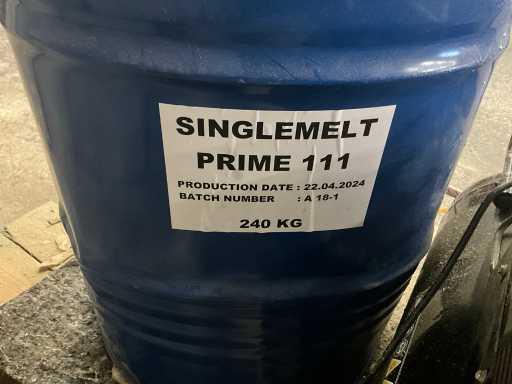 SINGLEMELT
PRIME 111
PRODUCTION DATE : 22.04.2024
BATCH NUMBER : A 18-1
240 KG